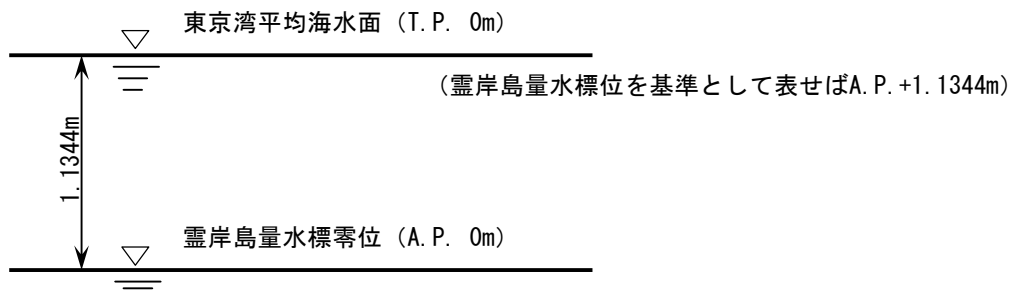 東京湾平均海水面（T.P. 0m）
（霊岸島量水標位を基準として表せばA.P.+1.1344m）
1.1344m
霊岸島量水標零位（A.P. 0m）